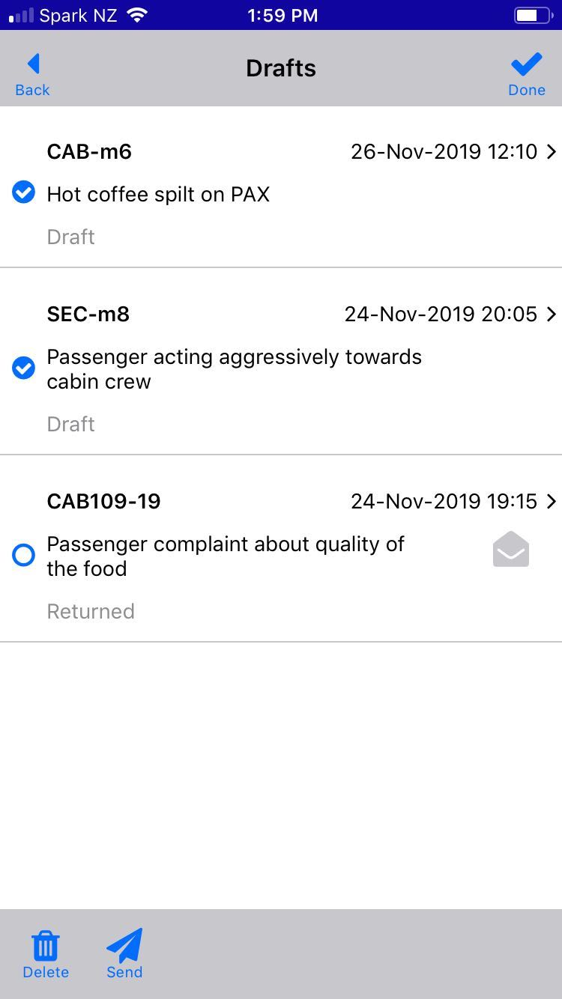 Spark NZ 1:59 PM
Drafts
Back Done
CAB-m6 26-Nov-2019 12:10
Hot coffee spilt on PAX
Draft
SEC-m8 24-Nov-2019 20:05
Passenger acting aggressively towards
cabin crew
Draft
CAB109-19 24-Nov-2019 19:15
Passenger complaint about quality of
the food
Returned
Delete Send